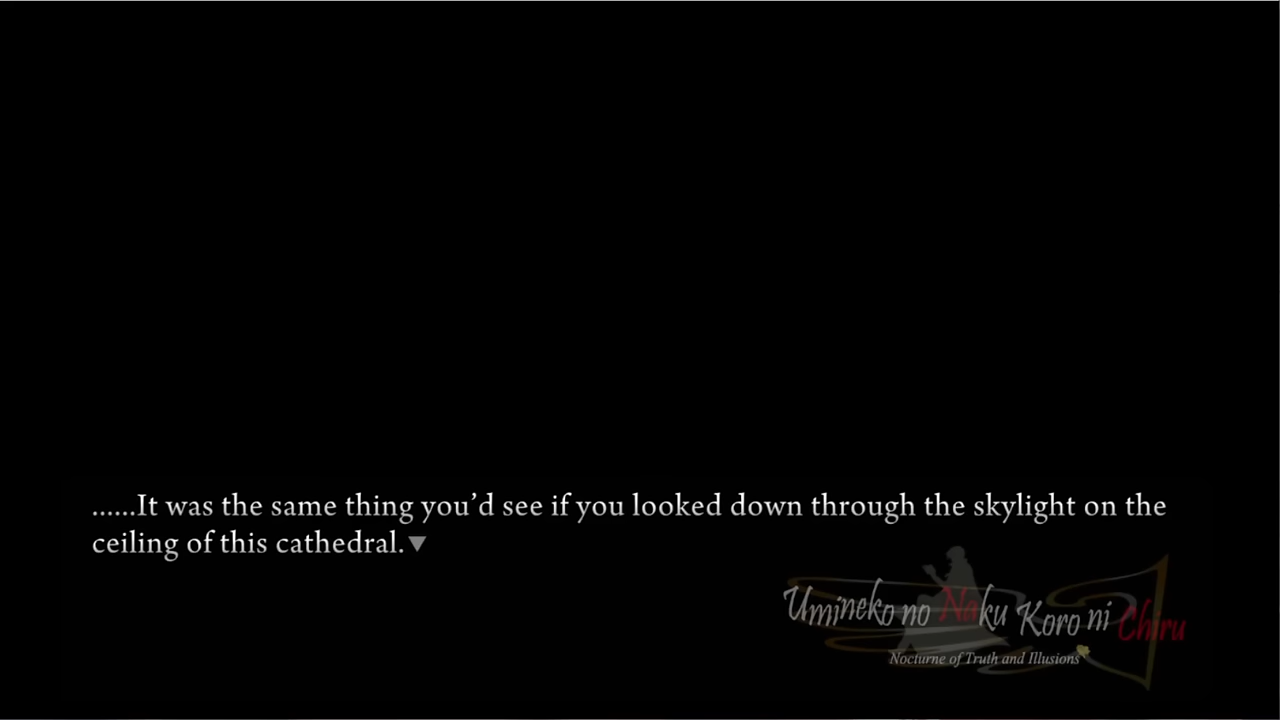 ......It was the same thing you'd see if you looked down through the skylight on the
ceiling of this cathedral.
Umineko no Naku Koro ni Chiru
Nocturne of Truth and Illusions